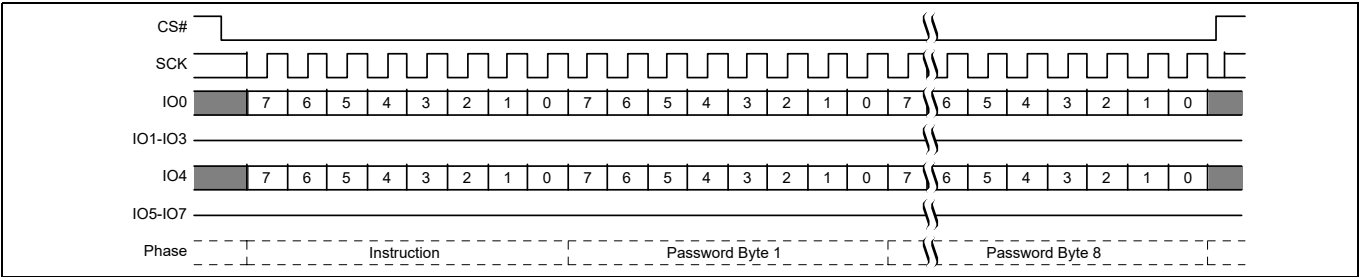 CS#
SCK
IO0 7 6 5 4 3 2 1 0 7 6 5 4 3 2 1 0 7 6 5 4 3 2 1 0
IO1-IO3
IO4 7 6 5 4 3 2 1 0 7 6 5 4 3 2 1 0 7 6 5 4 3 2 1 0
IO5-IO7
Phase Instruction Password Byte 1 Password Byte 8